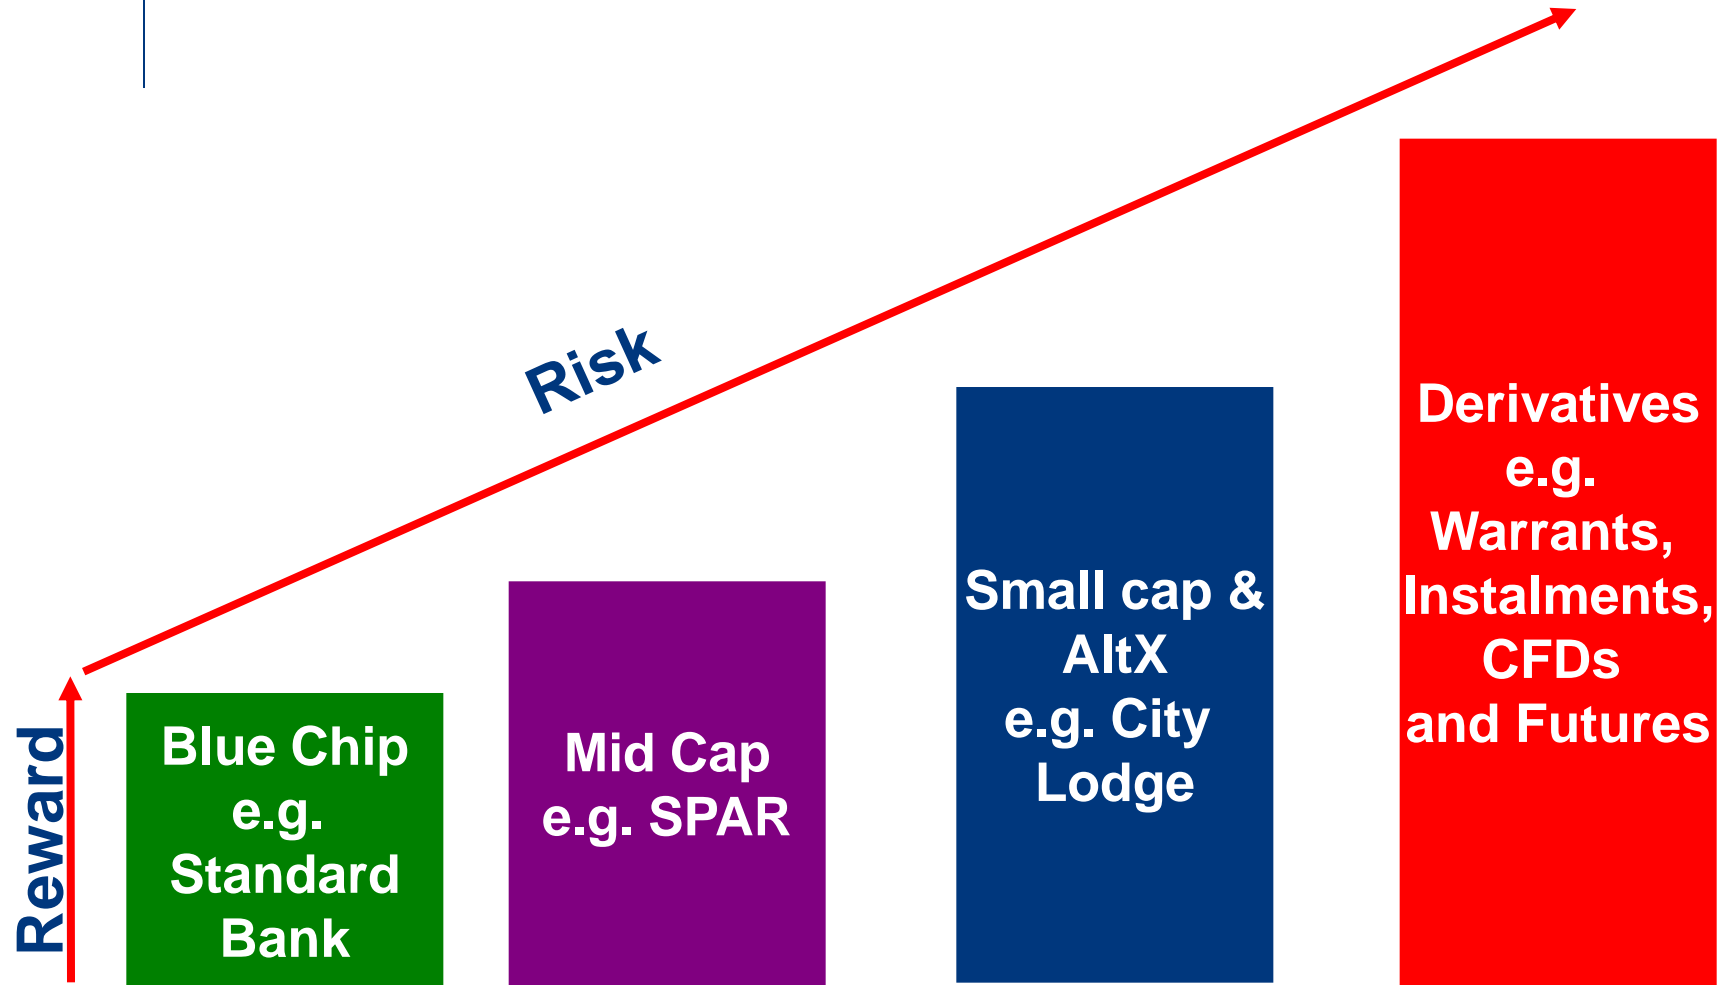 Risk
Reward
Blue Chip
e.g.
Standard
Bank
Mid Cap
e.g. SPAR
Small cap &
AltX
e.g. City
Lodge
Derivatives
e.g.
Warrants,
Instalments,
CFDs
and Futures